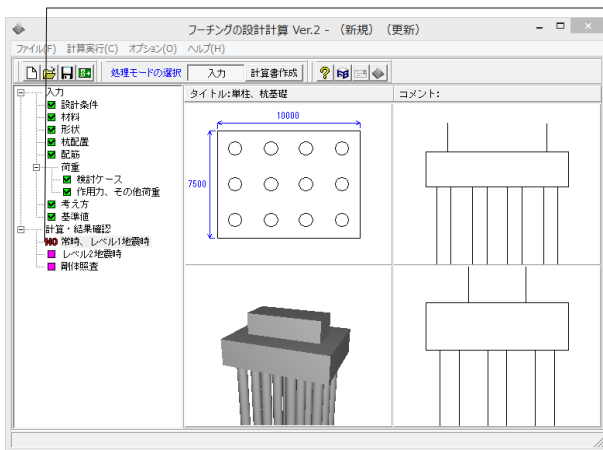 フーチングの設計計算 Ver.2 - （新規）（更新）
ファイル(F) 計算実行(C) オプション(O) ヘルプ(H)
処理モードの選択 入力 計算書作成
タイトル:単柱、杭基礎
コメント:
入力
設計条件
材料
形状
杭配置
配筋
荷重
検討ケース
作用力、その他荷重
考え方
基準値
計算・結果確認
NO 常時、レベル1地震時
レベル2地震時
剛体照査
10000
7500